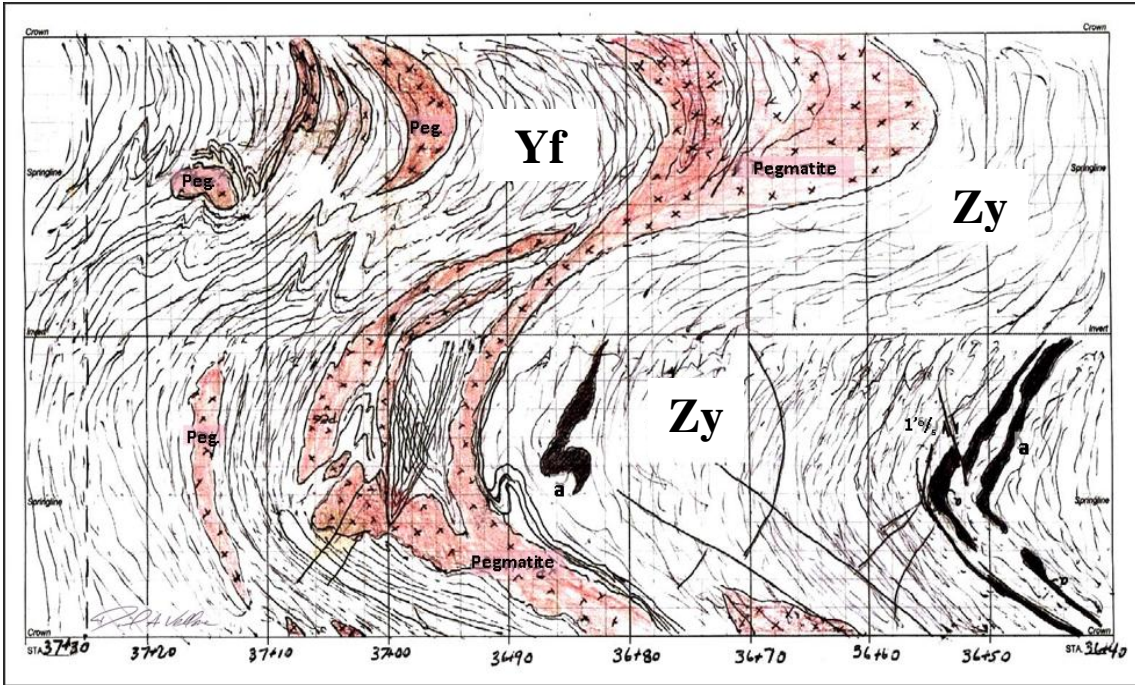 Crown
Crown
Peg.
Yf
Springline
Peg.
Pegmatite
Springline
Zy
Invert
Invert
Zy
Peg.
1'
a
a
Springline
Springline
Pegmatite
Crown
Crown
STA. 37+30
37+20
37+10
37+00
36+90
36+80
36+70
36+60
36+50
STA. 36+40